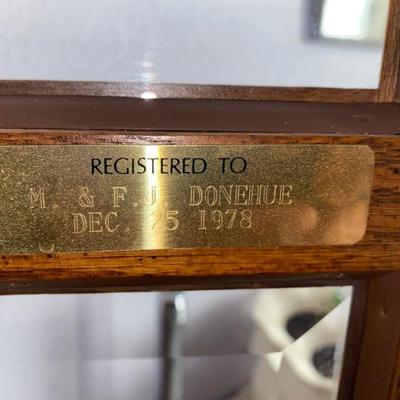 REGISTERED TO
M. & F.J. DONEHUE
DEC. 25 1978